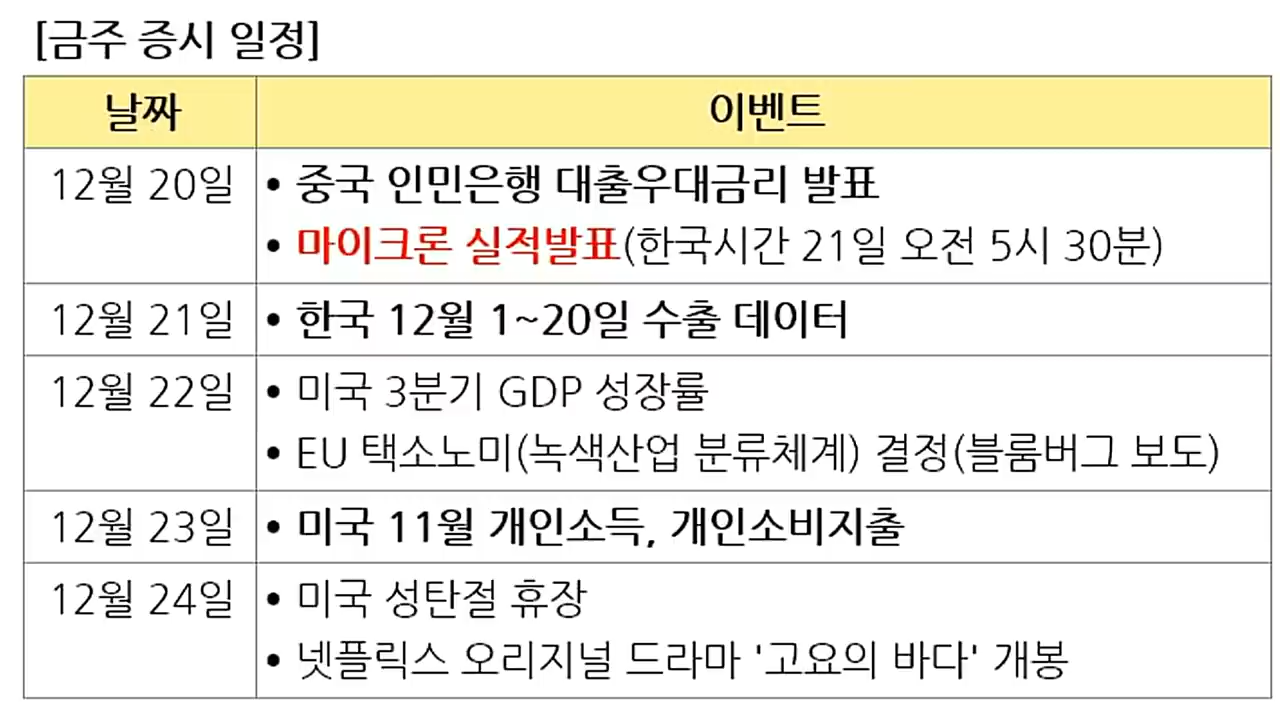 [금주 증시 일정]
날짜 이벤트
12월 20일 • 중국 인민은행 대출우대금리 발표
• 마이크론 실적발표(한국시간 21일 오전 5시 30분)
12월 21일 • 한국 12월 1~20일 수출 데이터
12월 22일 • 미국 3분기 GDP 성장률
• EU 택소노미(녹색산업 분류체계) 결정(블룸버그 보도)
12월 23일 • 미국 11월 개인소득, 개인소비지출
12월 24일 • 미국 성탄절 휴장
• 넷플릭스 오리지널 드라마 '고요의 바다' 개봉